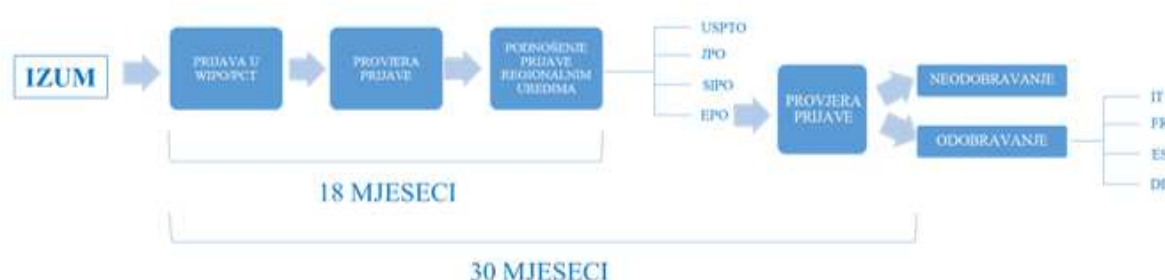 IZUM
PRIJAVA U
WIPO/PCT
PROVJERA
PRIJAVE
PODNOŠENJE
PRIJAVE
REGIONALNIM
UREDIMA
USPTO
JPO
SIPO
EPO
PROVJERA
PRIJAVE
NEODOBRAVANJE
ODOBRAVANJE
IT
FR
ES
DE
18 MJESECI
30 MJESECI